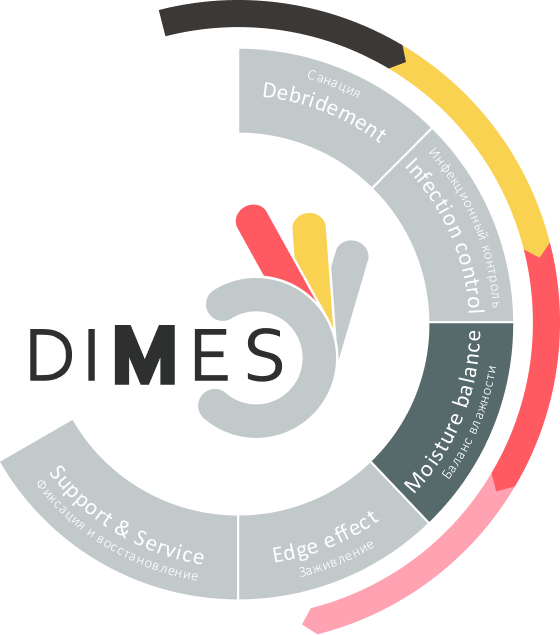 Санация
Debridement
Инфекционный контроль
Infection control
DIMES
Moisture balance
Баланс влажности
Edge effect
Заживление
Support & Service
Фиксация и восстановление